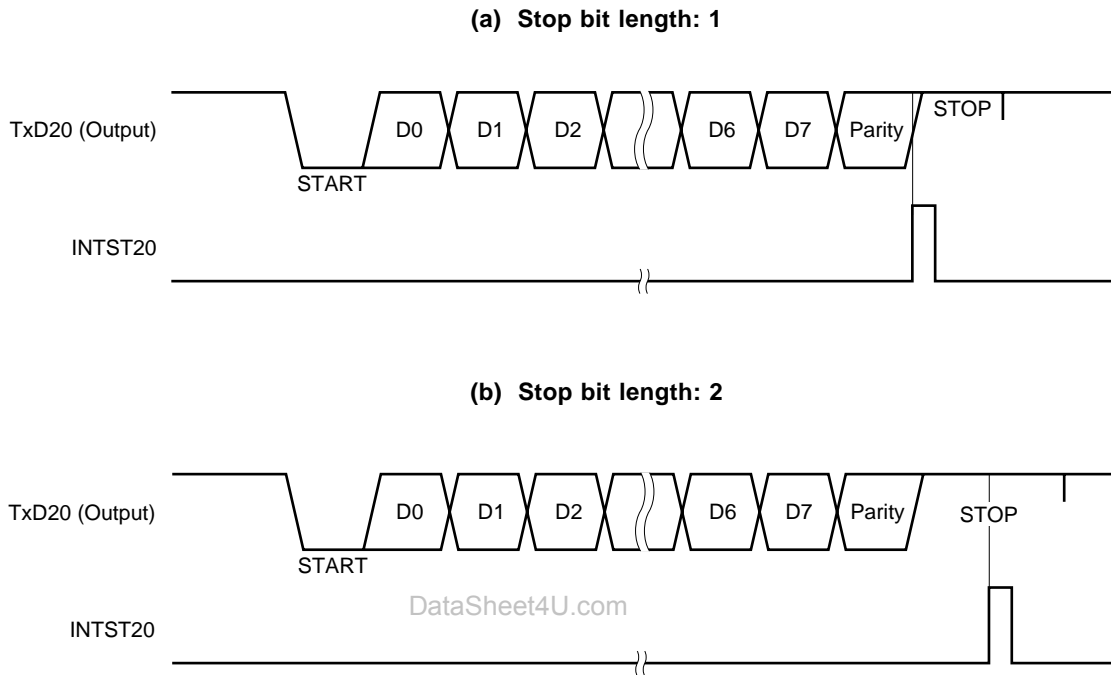 (a) Stop bit length: 1
TxD20 (Output) D0 D1 D2 D6 D7 Parity STOP
START
INTST20
(b) Stop bit length: 2
TxD20 (Output) D0 D1 D2 D6 D7 Parity STOP
START
DataSheet4U.com
INTST20